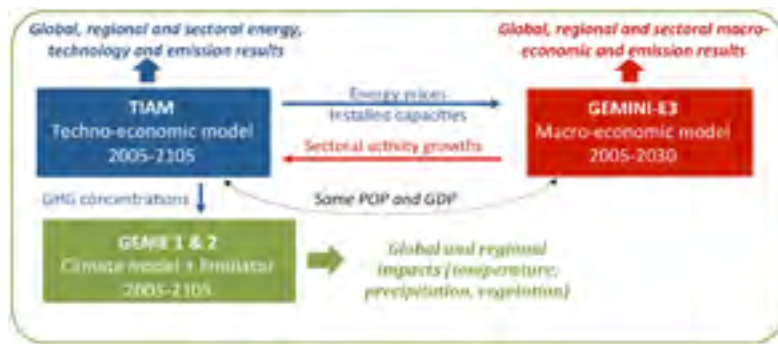 Global, regional and sectoral energy,
technology and emission results
Global, regional and sectoral macro-
economic and emission results
TIAM
Techno-economic model
2005-2105
Energy prices
Installed capacities
Sectoral activity growths
GEMINI-E3
Macro-economic model
2005-2030
GHG concentrations
Same POP and GDP
GENIE 1 & 2
Climate model + Emulator
2005-2105
Global and regional
impacts (temperature,
precipitation, vegetation)